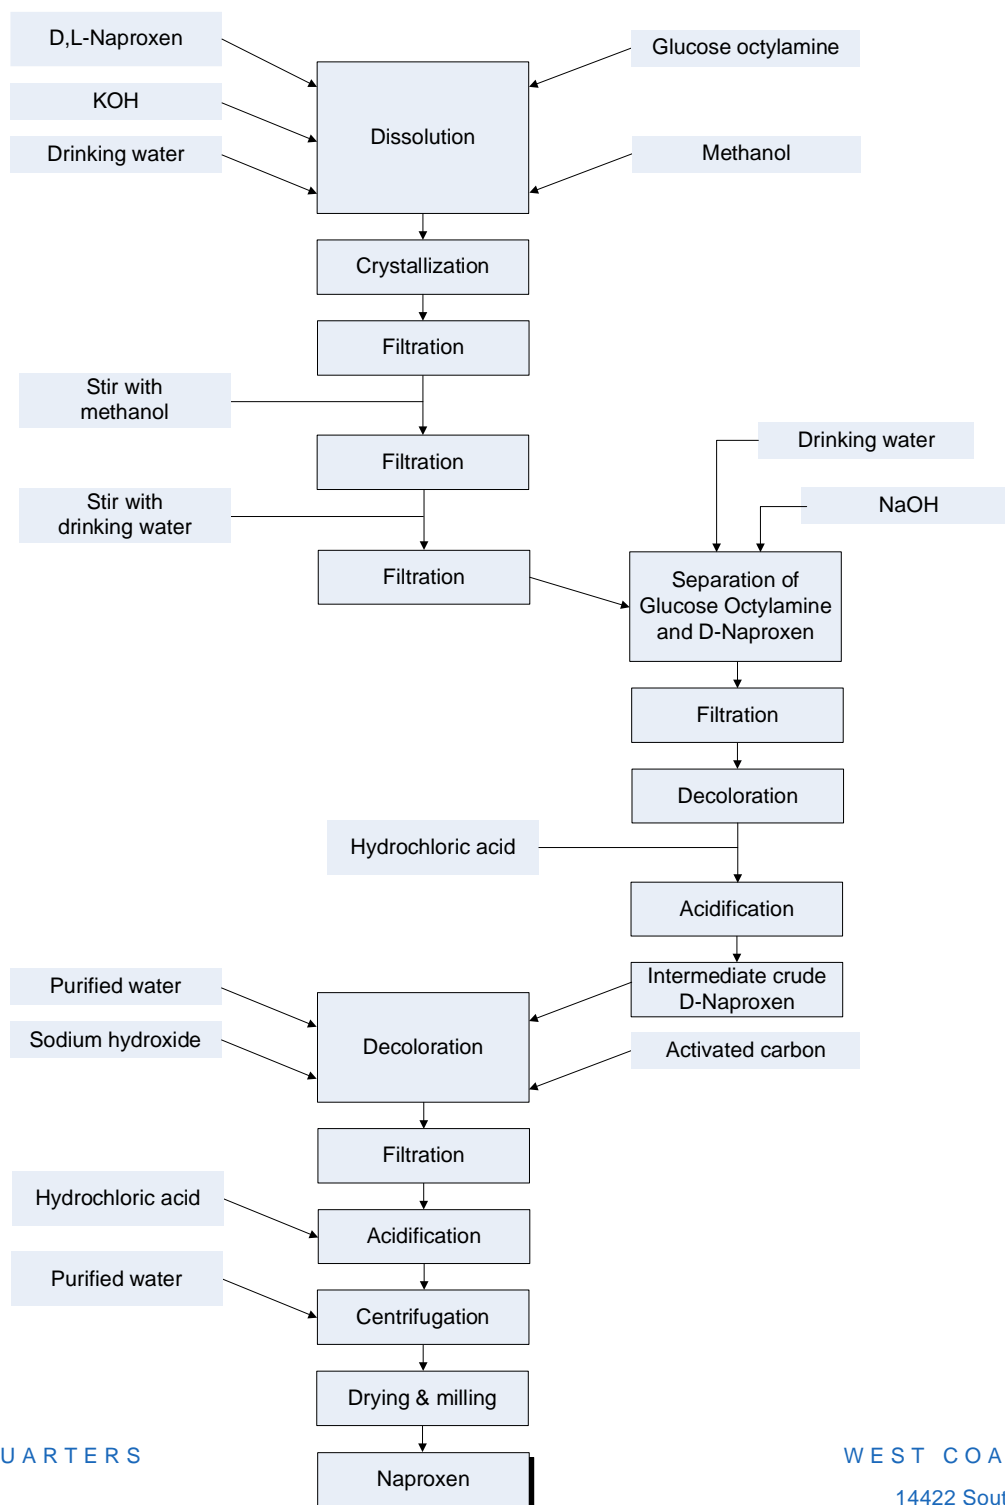 D,L-Naproxen
Glucose octylamine
KOH
Dissolution
Drinking water
Methanol
Crystallization
Filtration
Stir with
methanol
Drinking water
Filtration
Stir with
drinking water
NaOH
Filtration
Separation of
Glucose Octylamine
and D-Naproxen
Filtration
Decoloration
Hydrochloric acid
Acidification
Intermediate crude
D-Naproxen
Purified water
Sodium hydroxide
Decoloration
Activated carbon
Filtration
Hydrochloric acid
Acidification
Purified water
Centrifugation
Drying & milling
UARTERS
WEST COA
Naproxen
14422 Sout